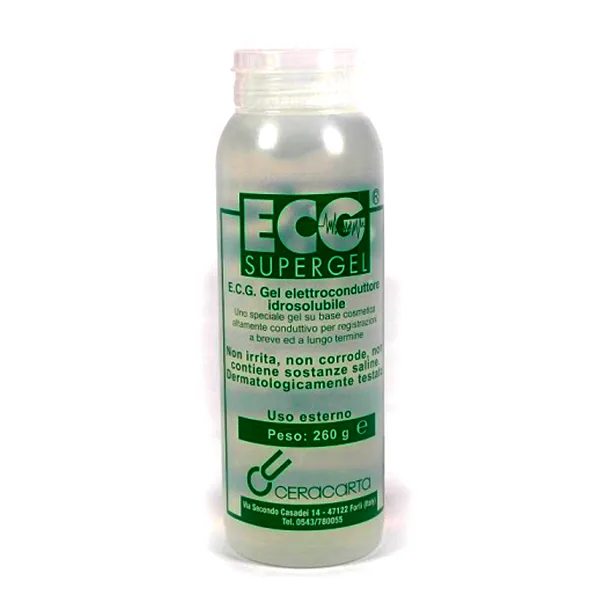 ECG ®
SUPERGEL
E.C.G. Gel elettroconduttore
idrosolubile
Uno speciale gel su base cosmetica
altamente conduttivo per registrazioni
a breve ed a lungo termine
Non irrita, non corrode, non
contiene sostanze saline.
Dermatologicamente testato
Uso esterno
Peso: 260 g ℮
CERACARTA
Via Secondo Casadei 14 - 47122 Forlì (Italy)
Tel. 0543/780055